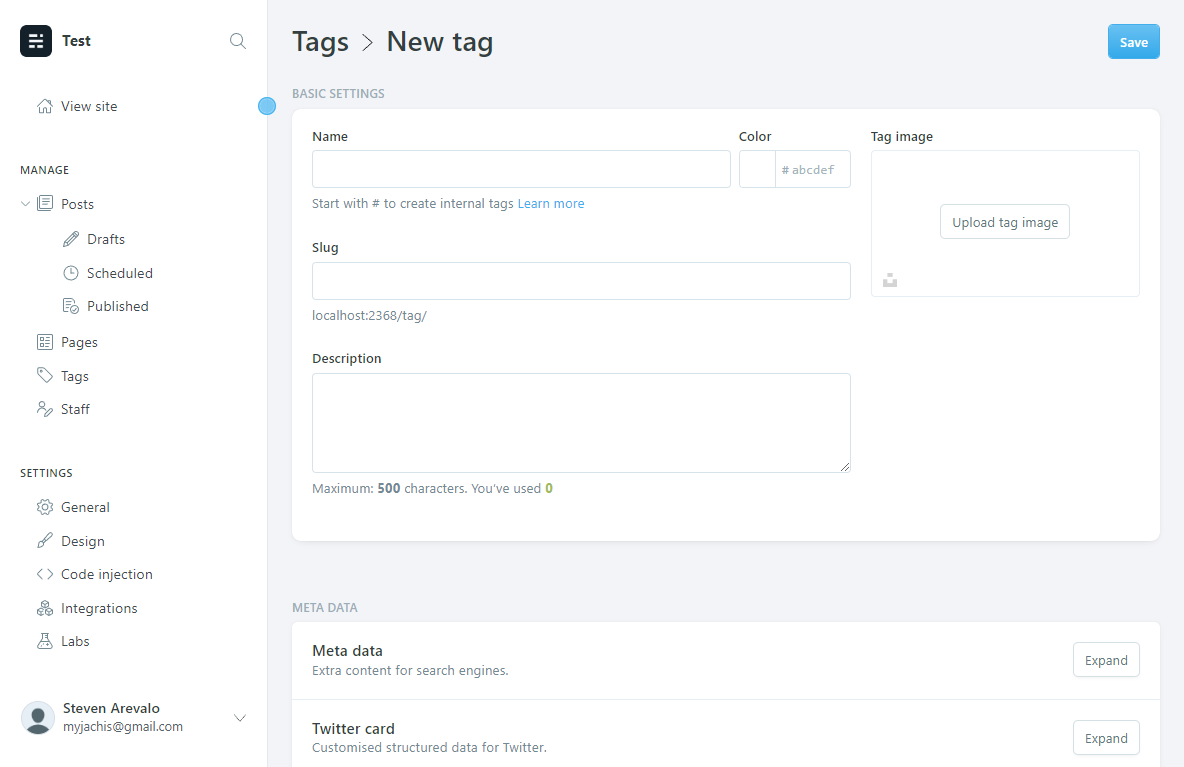 Test
View site
MANAGE
Posts
Drafts
Scheduled
Published
Pages
Tags
Staff
SETTINGS
General
Design
Code injection
Integrations
Labs
Steven Arevalo
myjachis@gmail.com
Tags > New tag
Save
BASIC SETTINGS
Name
Color
# abcdef
Start with # to create internal tags Learn more
Slug
localhost:2368/tag/
Description
Maximum: 500 characters. You've used 0
Tag image
Upload tag image
META DATA
Meta data
Extra content for search engines.
Expand
Twitter card
Customised structured data for Twitter.
Expand